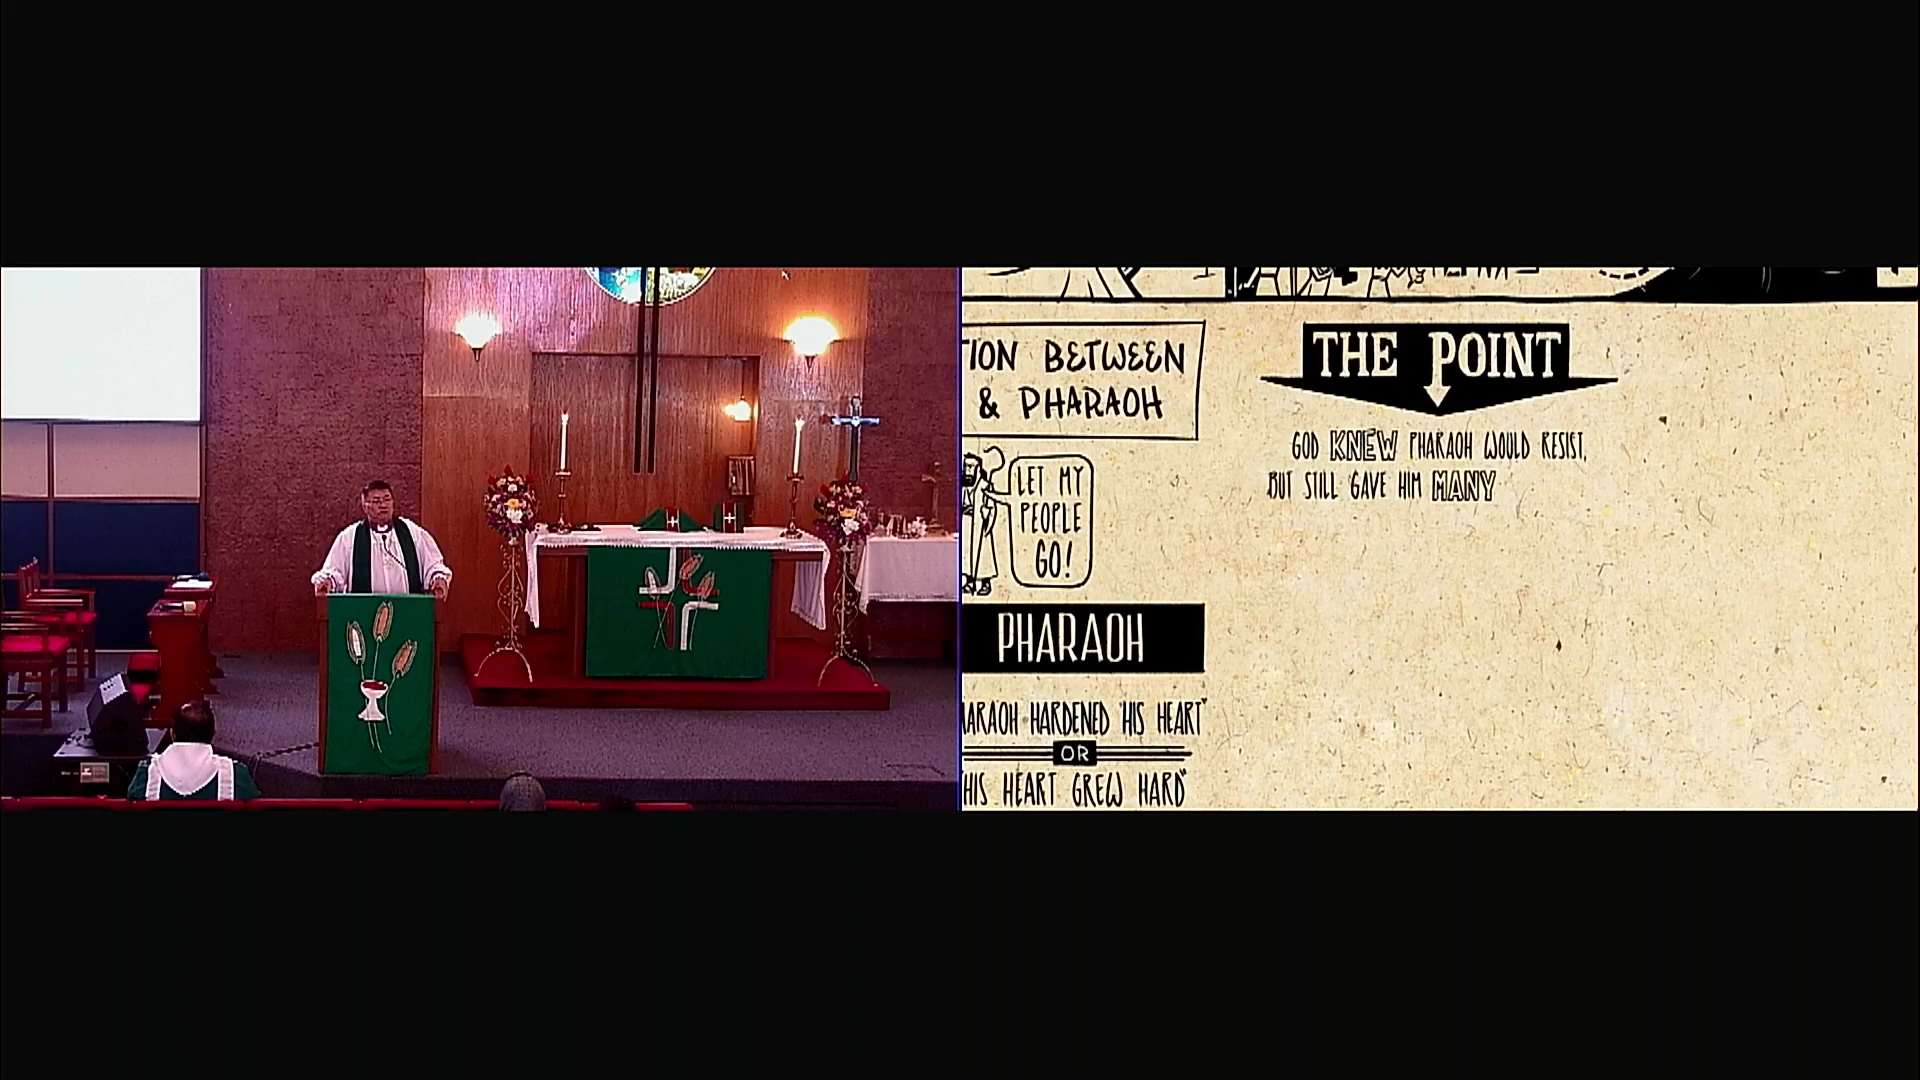 TION BETWEEN
& PHARAOH
LET MY
PEOPLE
GO!
PHARAOH
ARAOH HARDENED HIS HEART"
OR
HIS HEART GREW HARD"
THE POINT
GOD KNEW PHARAOH WOULD RESIST,
BUT STILL GAVE HIM MANY